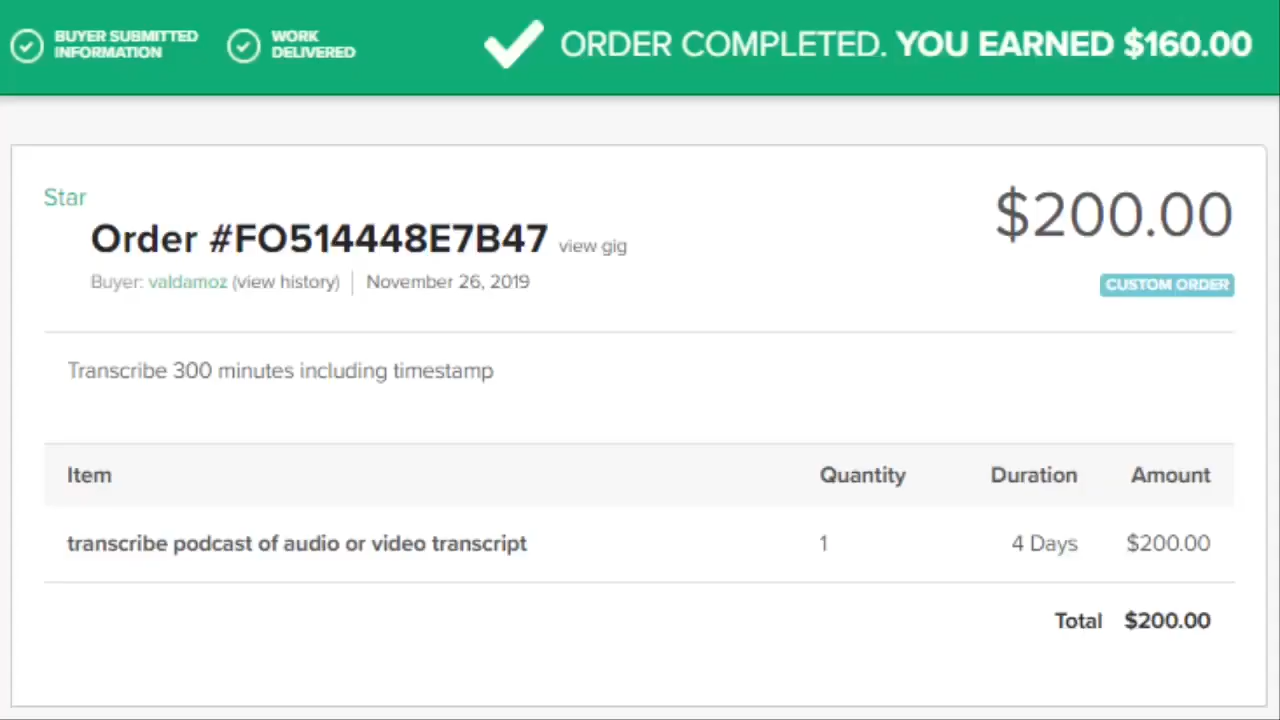 BUYER SUBMITTED
INFORMATION
WORK
DELIVERED
ORDER COMPLETED. YOU EARNED $160.00
Star
Order #FO514448E7B47 view gig
Buyer: valdamoz (view history) | November 26, 2019
$200.00
CUSTOM ORDER
Transcribe 300 minutes including timestamp
Item Quantity Duration Amount
transcribe podcast of audio or video transcript 1 4 Days $200.00
Total $200.00